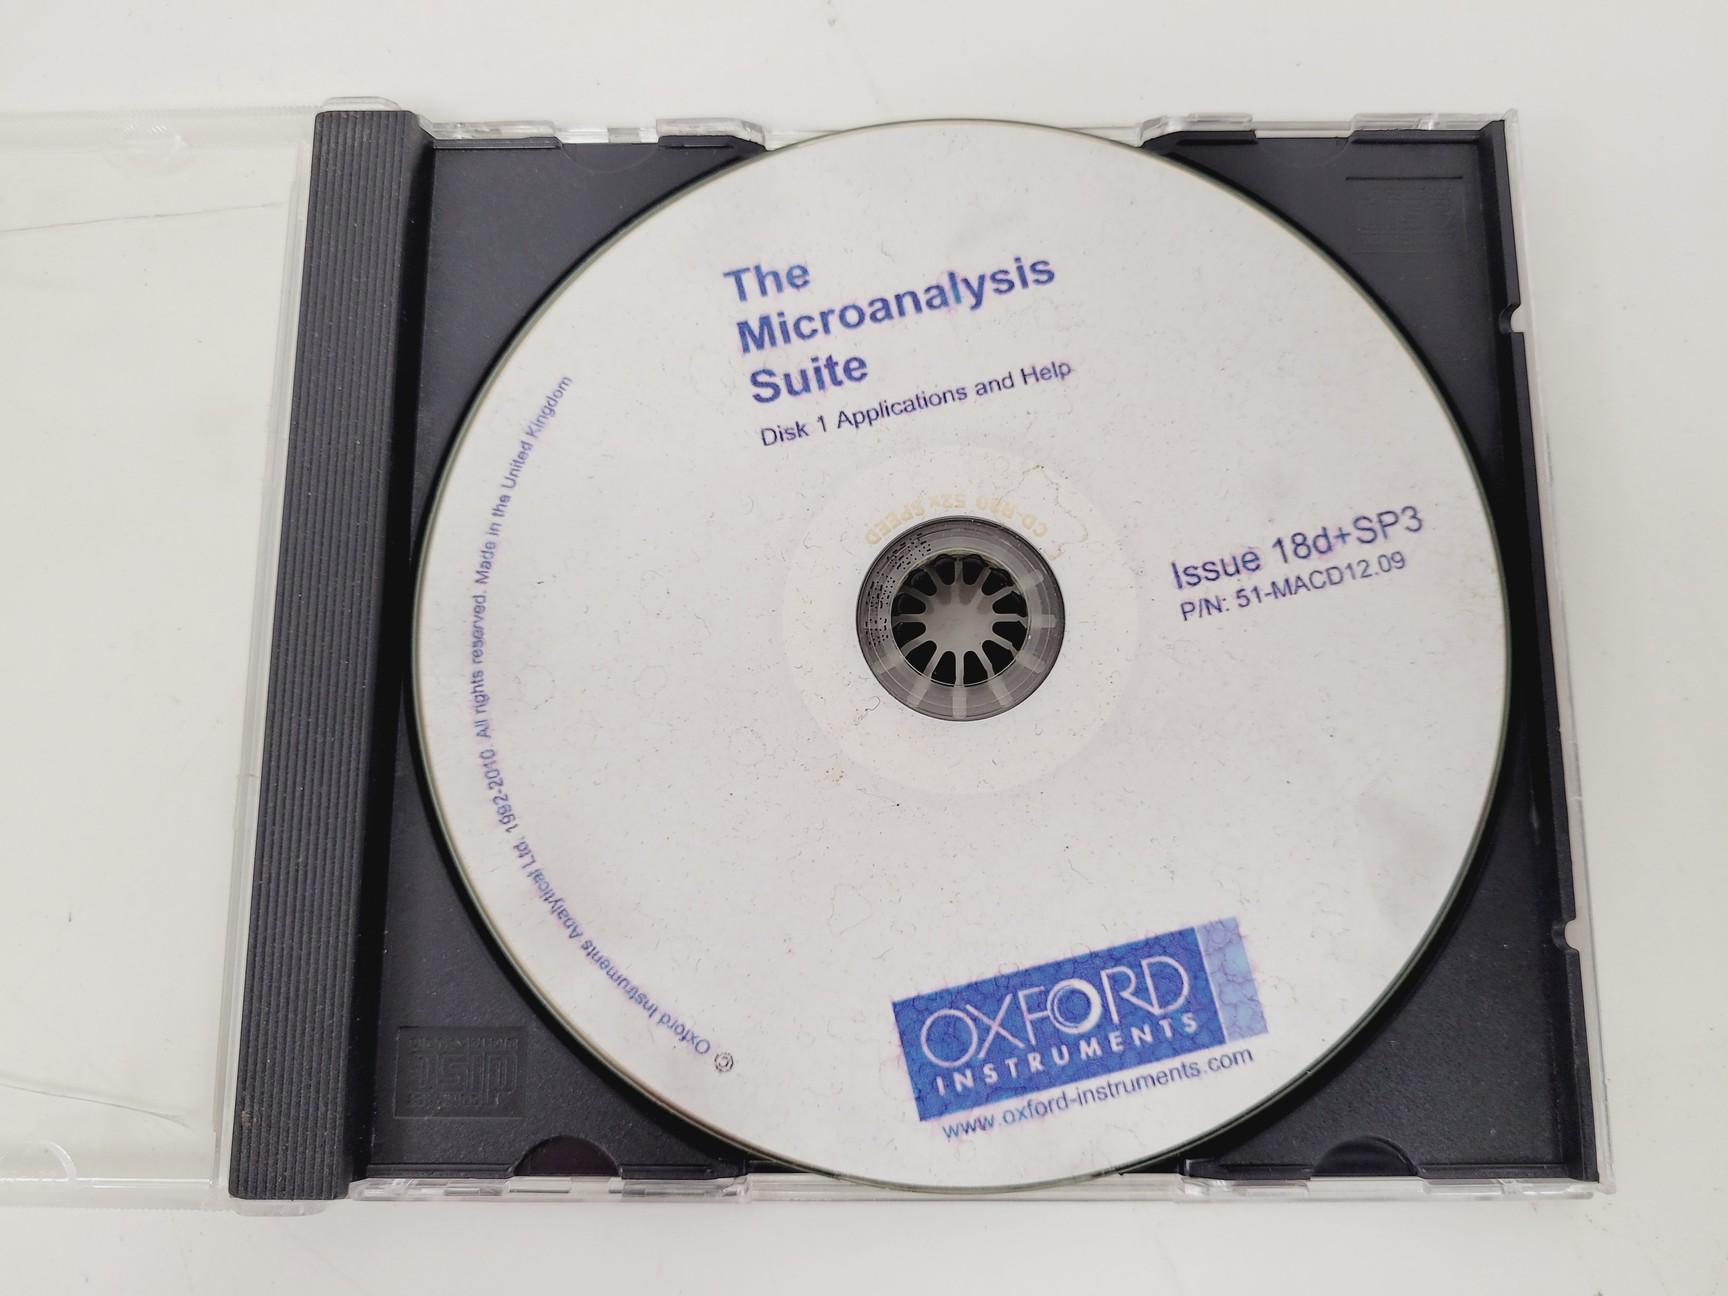 The
Microanalysis
Suite
Disk 1 Applications and Help
CD-R80 52x SPEED
Issue 18d+SP3
P/N: 51-MACD12.09
© Oxford Instruments Analytical Ltd. 1992-2010. All rights reserved. Made in the United Kingdom
OXFORD
INSTRUMENTS
www.oxford-instruments.com